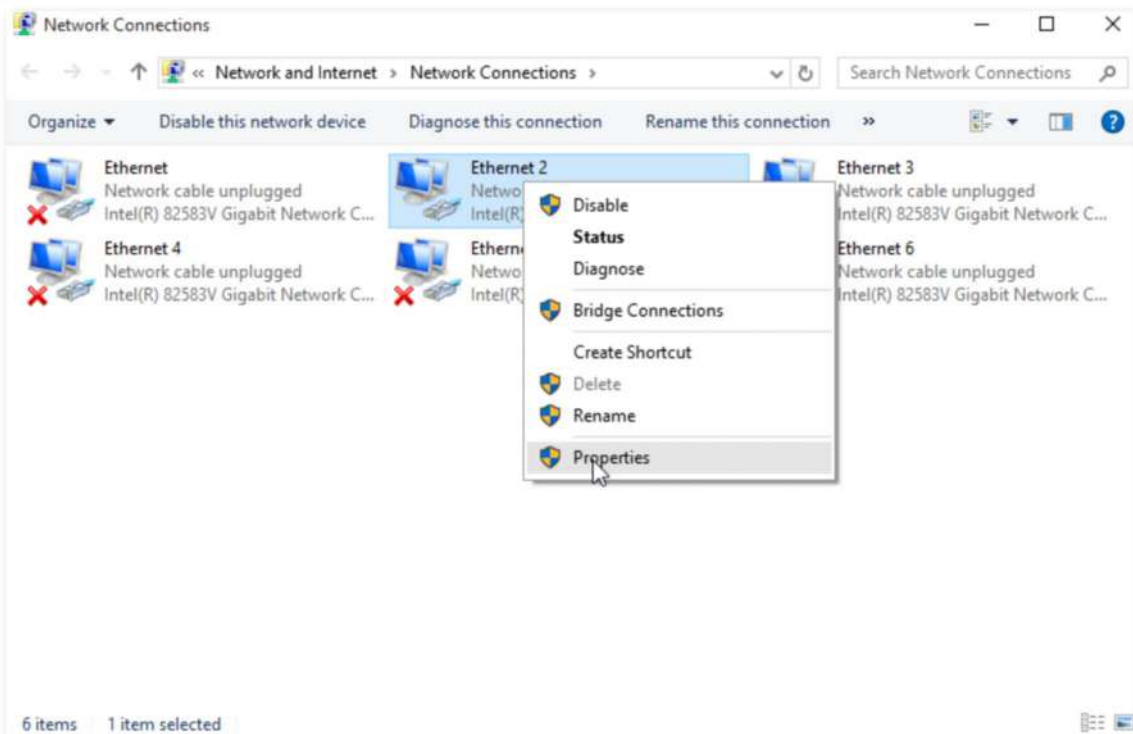 Network Connections
« Network and Internet > Network Connections >
Search Network Connections
Organize
Disable this network device
Diagnose this connection
Rename this connection
»
Ethernet
Network cable unplugged
Intel(R) 82583V Gigabit Network C...
Ethernet 2
Netwo
Intel(R)
Ethernet 3
Network cable unplugged
Intel(R) 82583V Gigabit Network C...
Ethernet 4
Network cable unplugged
Intel(R) 82583V Gigabit Network C...
Ethern
Netwo
Intel(R)
Ethernet 6
Network cable unplugged
Intel(R) 82583V Gigabit Network C...
Disable
Status
Diagnose
Bridge Connections
Create Shortcut
Delete
Rename
Properties
6 items
1 item selected